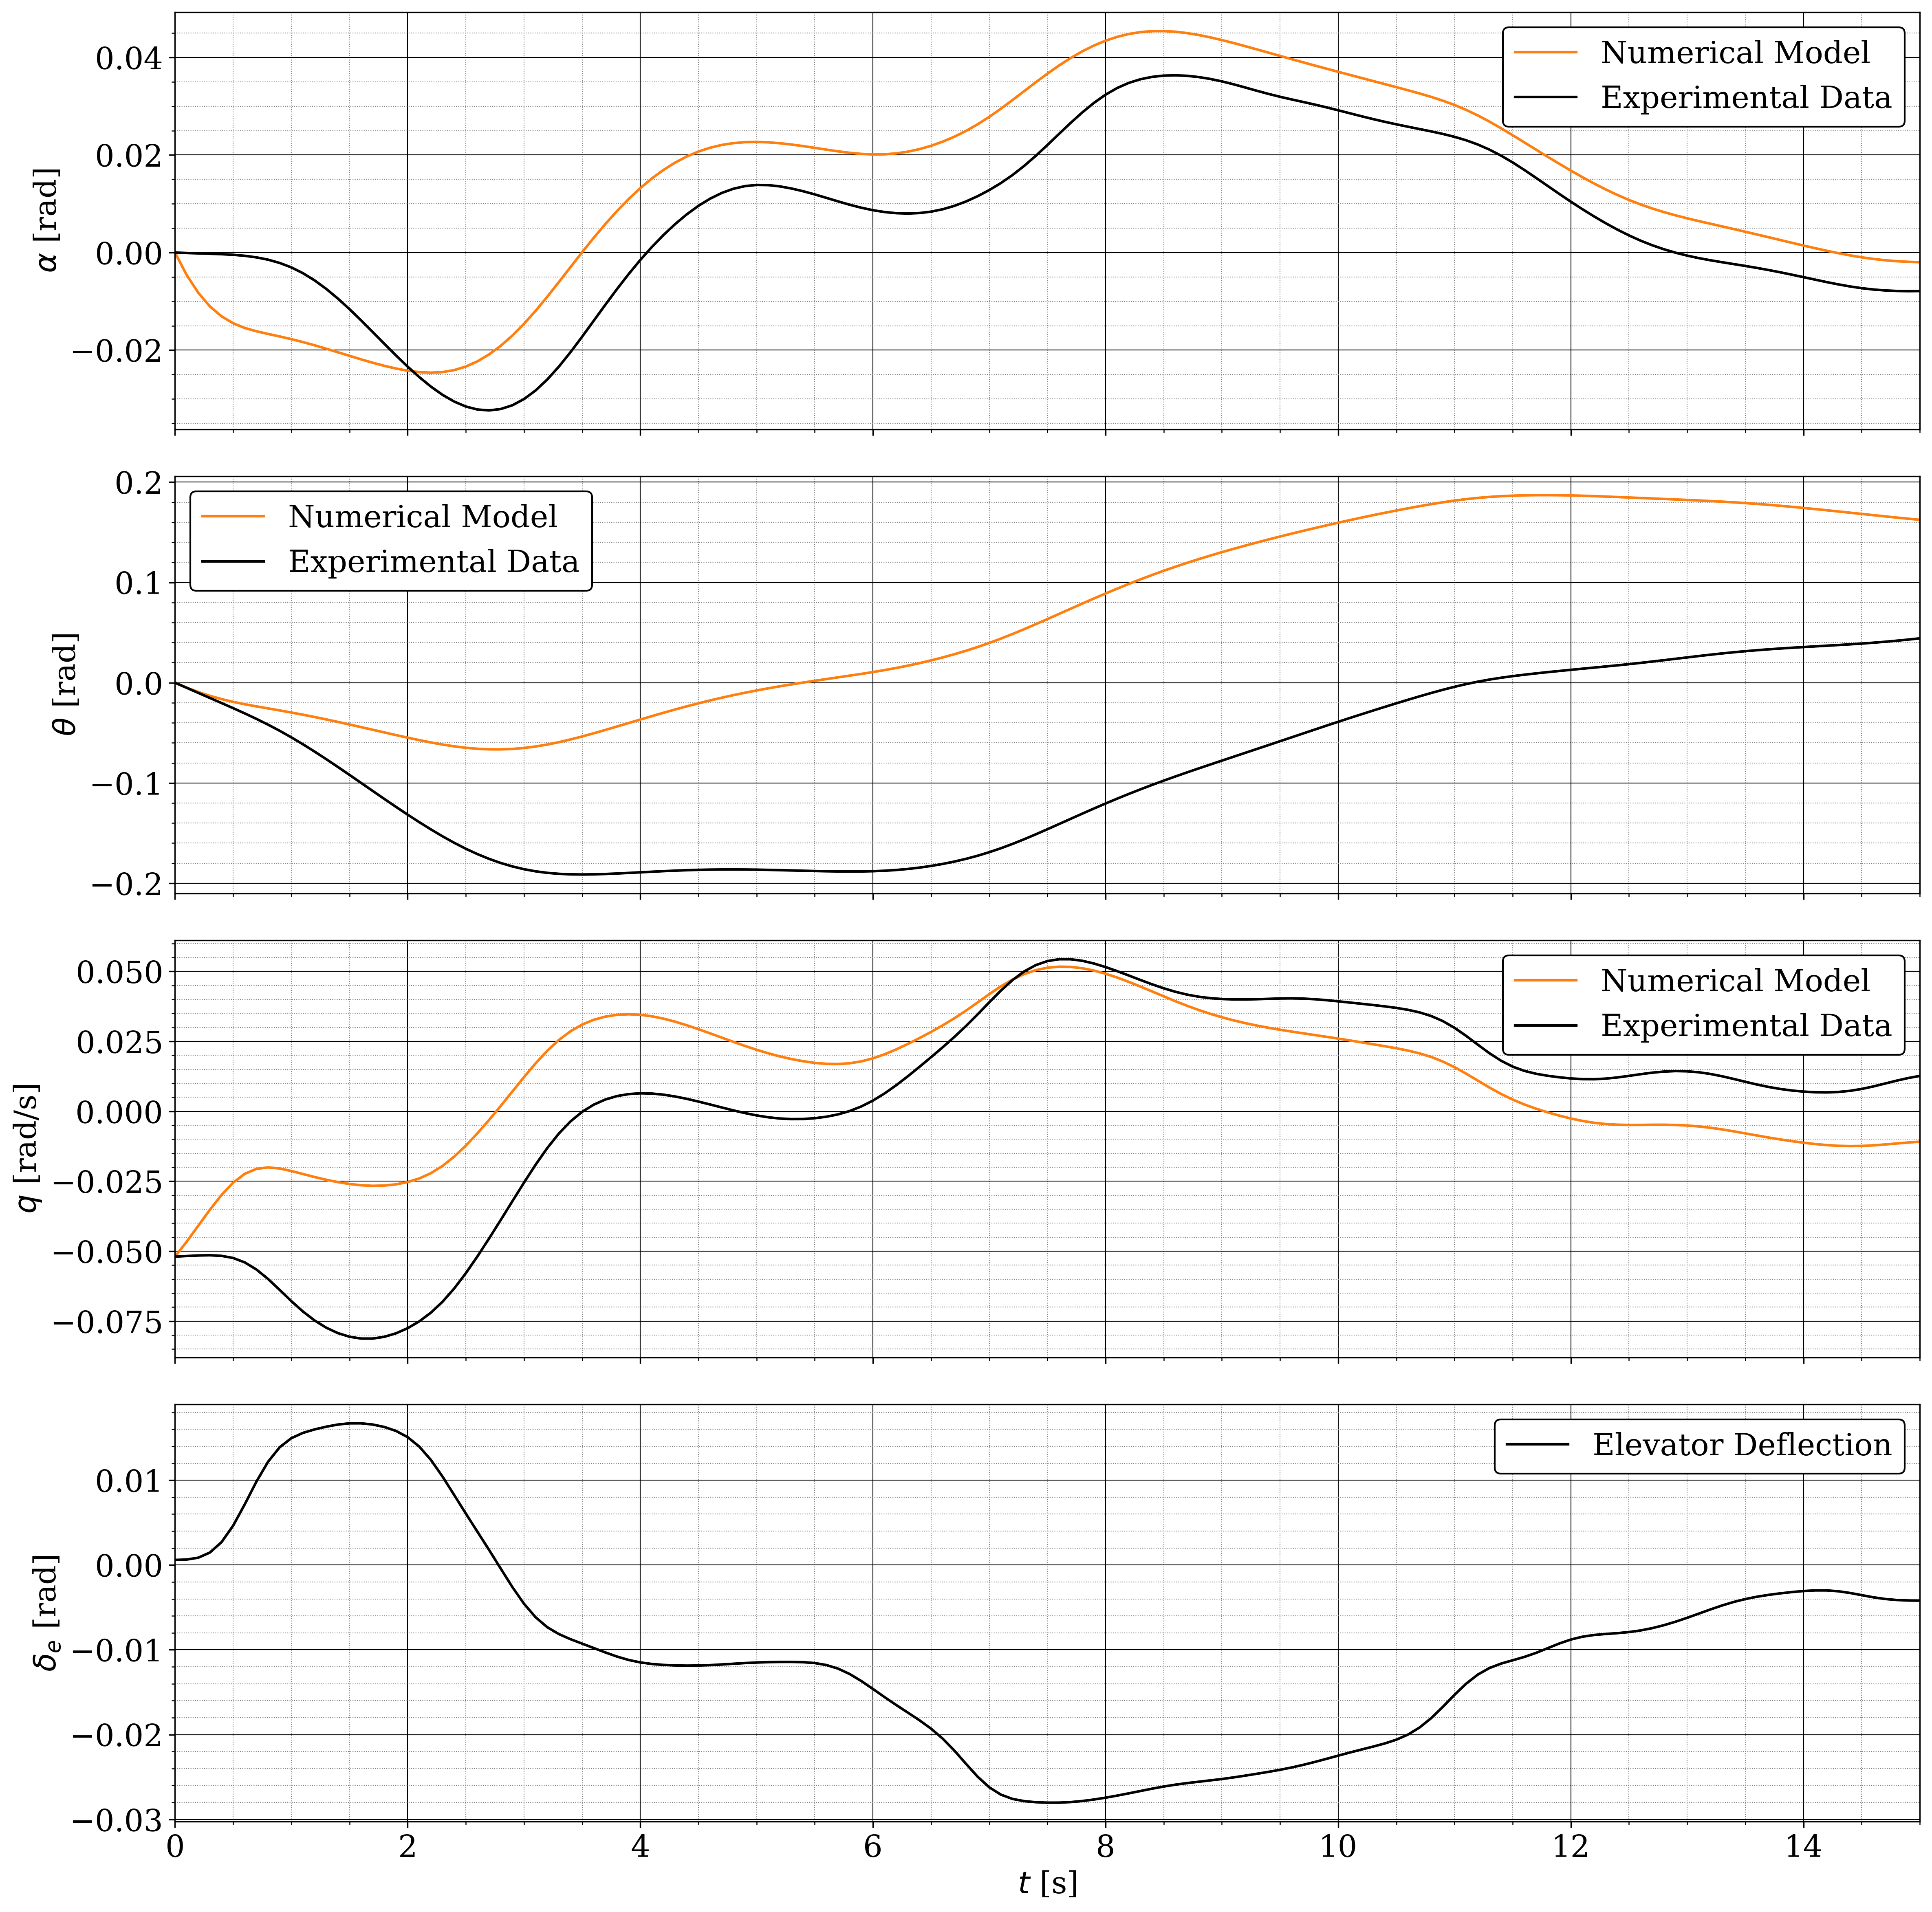 0.04
0.02
0.00
−0.02
α [rad]
Numerical Model
Experimental Data
0.2
0.1
0.0
−0.1
−0.2
θ [rad]
Numerical Model
Experimental Data
0.050
0.025
0.000
−0.025
−0.050
−0.075
q [rad/s]
Numerical Model
Experimental Data
0.01
0.00
−0.01
−0.02
−0.03
δe [rad]
Elevator Deflection
0 2 4 6 8 10 12 14
t [s]